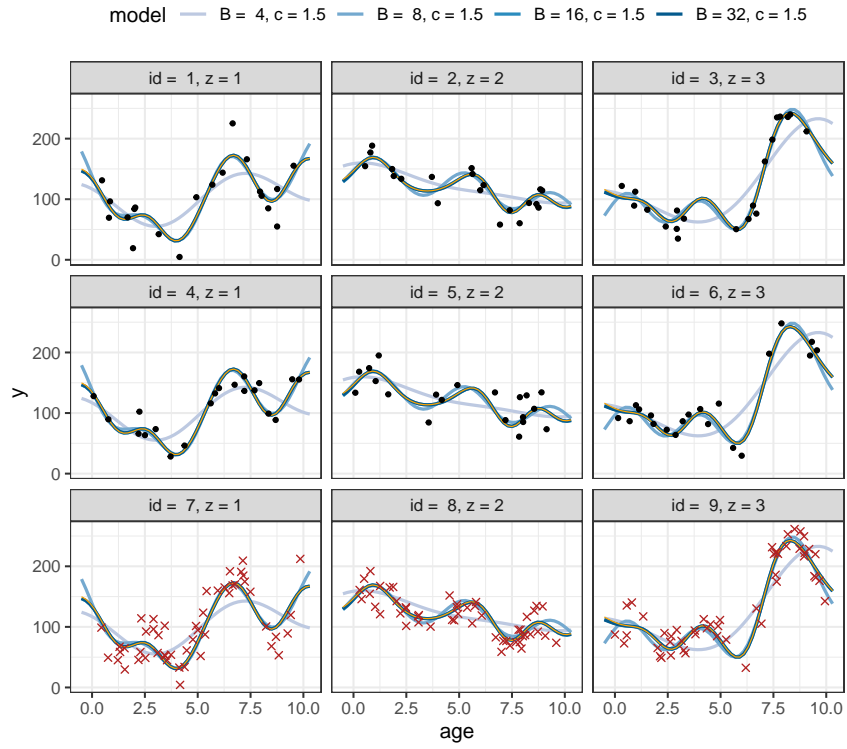 model B = 4, c = 1.5 B = 8, c = 1.5 B = 16, c = 1.5 B = 32, c = 1.5
id = 1, z = 1 id = 2, z = 2 id = 3, z = 3
200
100
0
id = 4, z = 1 id = 5, z = 2 id = 6, z = 3
200
100
0
y
id = 7, z = 1 id = 8, z = 2 id = 9, z = 3
200
100
0
0.0 2.5 5.0 7.5 10.0 0.0 2.5 5.0 7.5 10.0 0.0 2.5 5.0 7.5 10.0
age